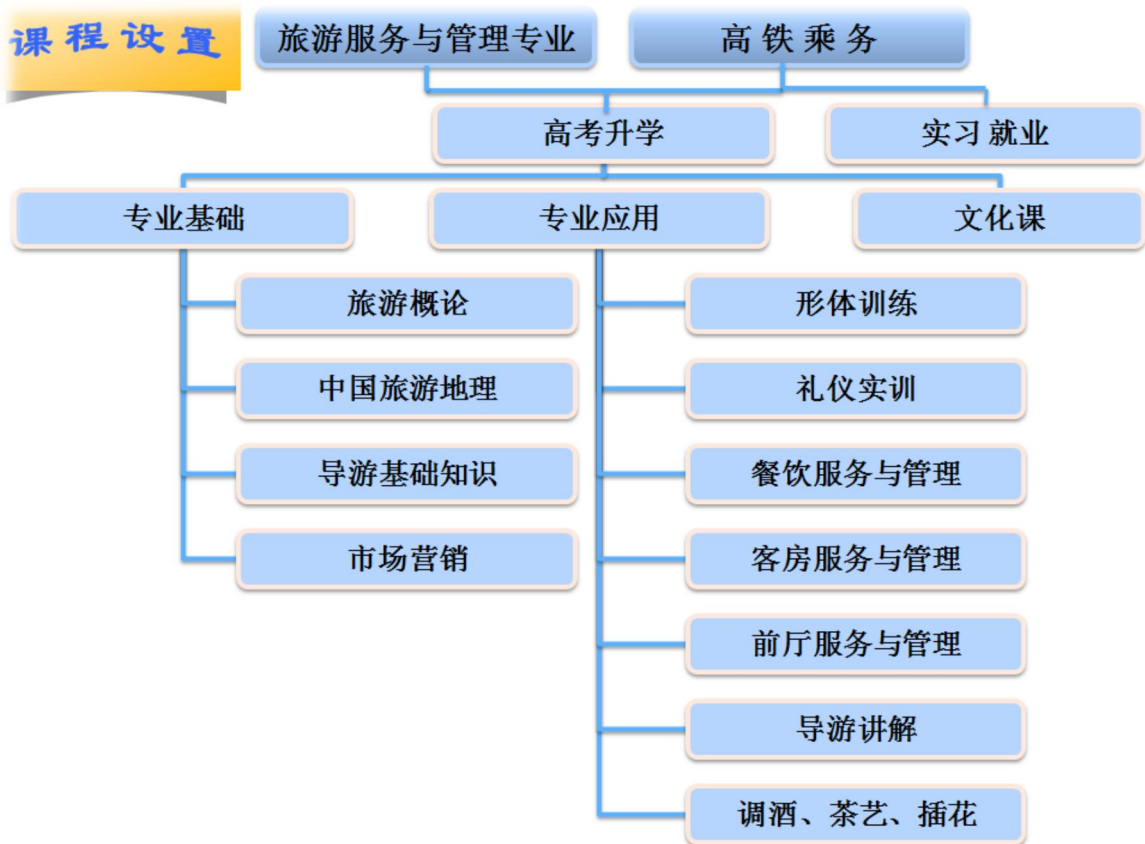 课程设置
旅游服务与管理专业
高铁乘务
高考升学
实习就业
专业基础
专业应用
文化课
旅游概论
中国旅游地理
导游基础知识
市场营销
形体训练
礼仪实训
餐饮服务与管理
客房服务与管理
前厅服务与管理
导游讲解
调酒、茶艺、插花